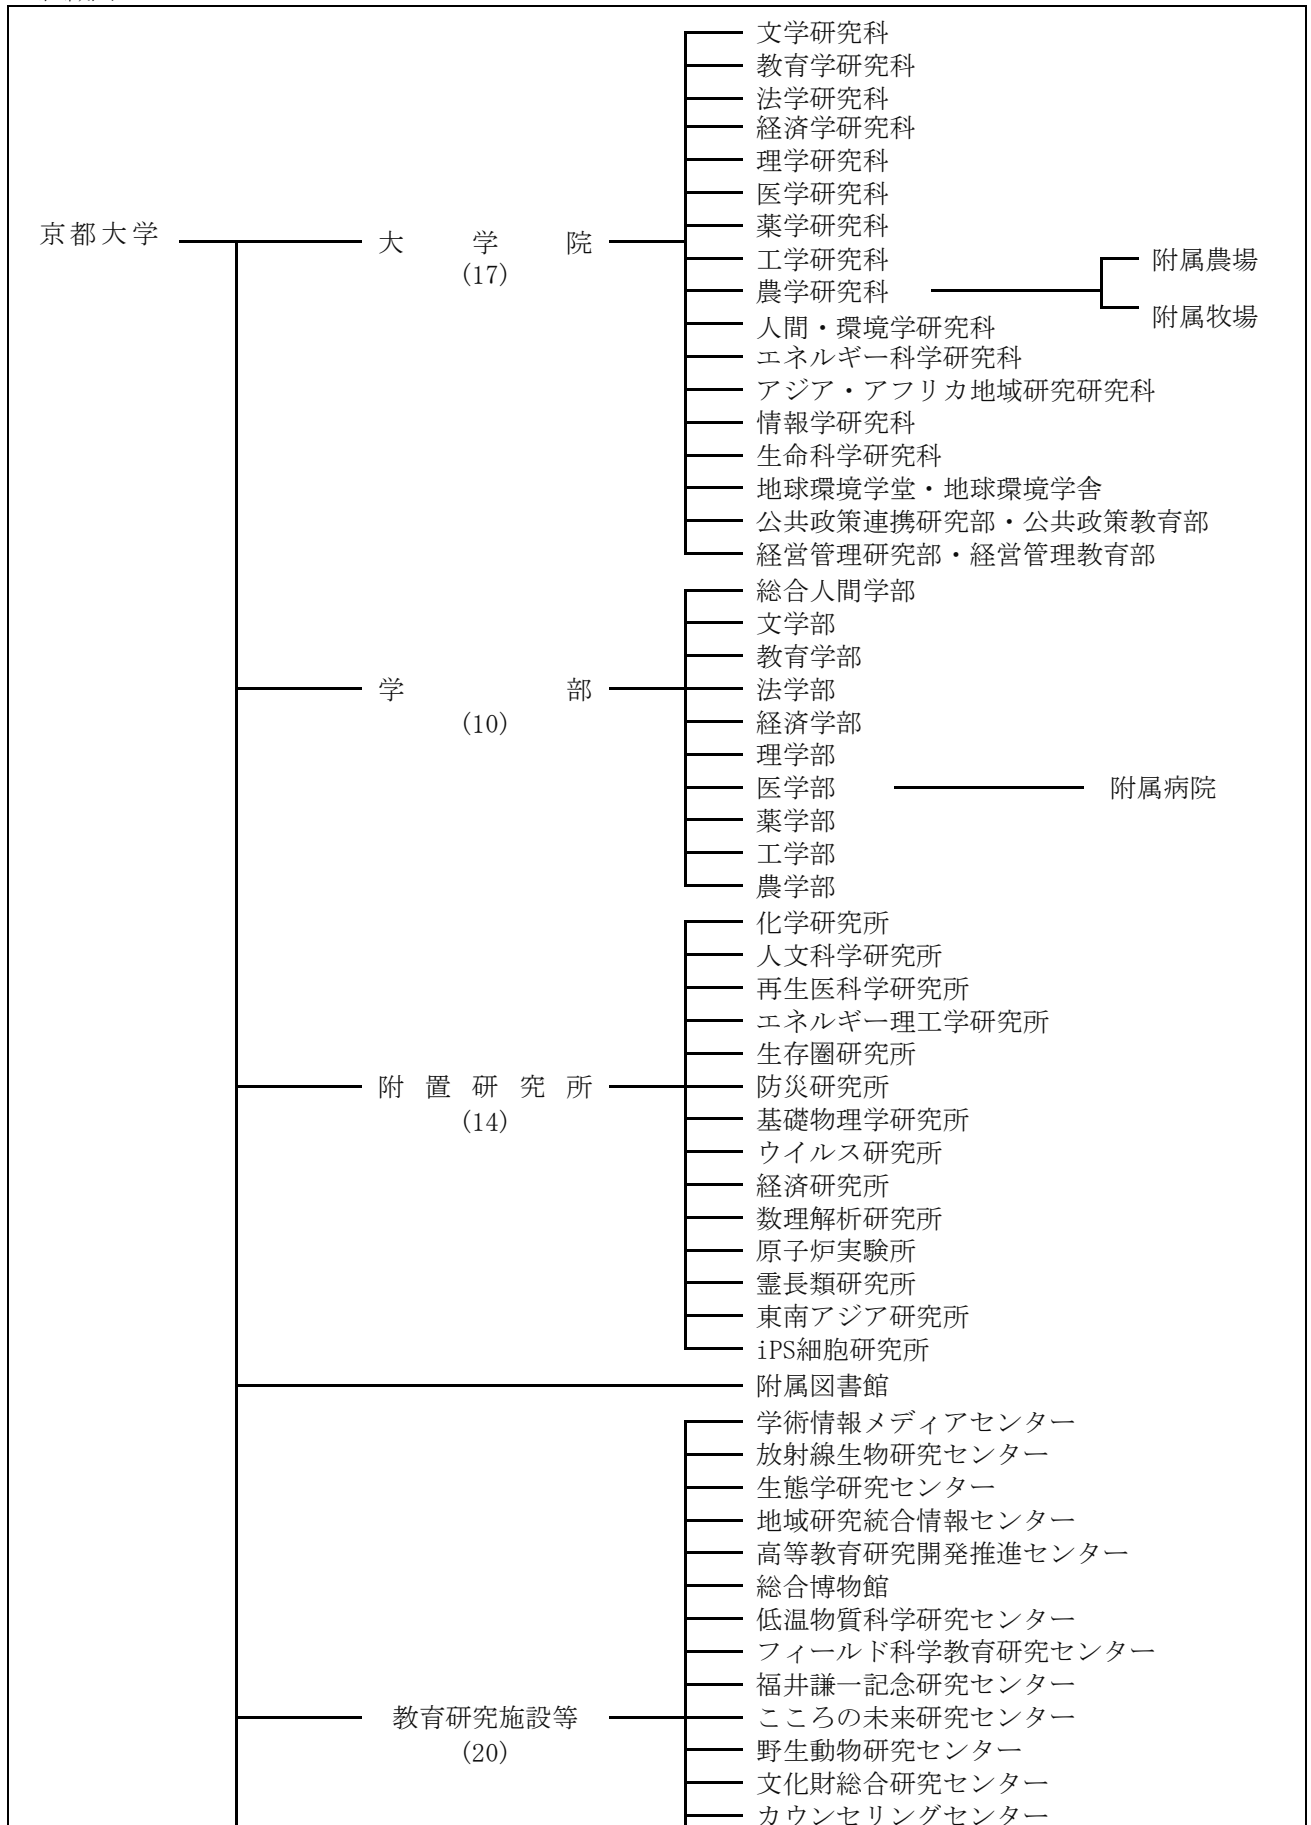 文学研究科
教育学研究科
法学研究科
経済学研究科
理学研究科
医学研究科
薬学研究科
京都大学
大学院
(17)
工学研究科
附属農場
農学研究科
附属牧場
人間・環境学研究科
エネルギー科学研究科
アジア・アフリカ地域研究研究科
情報学研究科
生命科学研究科
地球環境学堂・地球環境学舎
公共政策連携研究部・公共政策教育部
経営管理研究部・経営管理教育部
総合人間学部
文学部
教育学部
学部
(10)
法学部
経済学部
理学部
医学部
附属病院
薬学部
工学部
農学部
化学研究所
人文科学研究所
再生医科学研究所
エネルギー理工学研究所
生存圏研究所
附置研究所
(14)
防災研究所
基礎物理学研究所
ウイルス研究所
経済研究所
数理解析研究所
原子炉実験所
霊長類研究所
東南アジア研究所
iPS細胞研究所
附属図書館
学術情報メディアセンター
放射線生物研究センター
生態学研究センター
地域研究統合情報センター
高等教育研究開発推進センター
総合博物館
低温物質科学研究センター
フィールド科学教育研究センター
福井謙一記念研究センター
教育研究施設等
(20)
こころの未来研究センター
野生動物研究センター
文化財総合研究センター
カウンセリングセンター